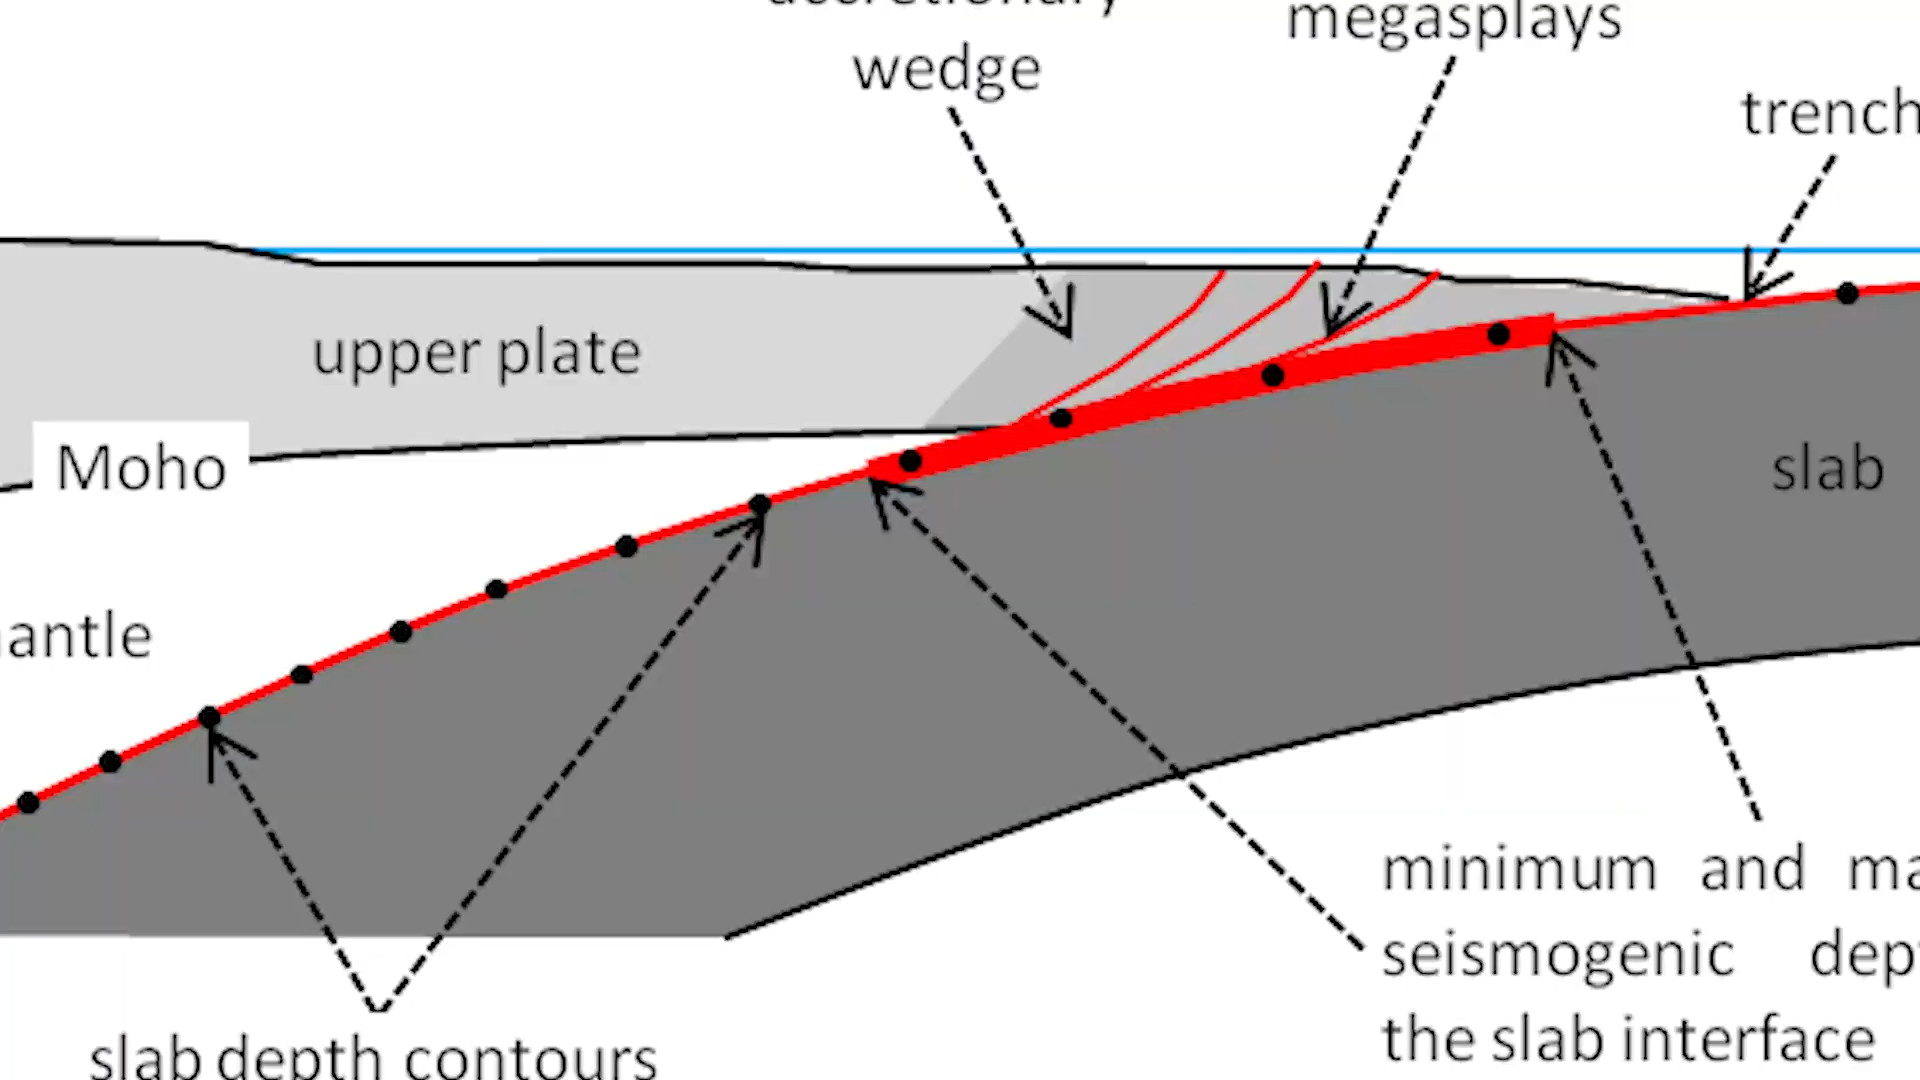 accretionary
wedge
megasplays
trench
upper plate
Moho
slab
antle
minimum and ma
seismogenic dep
the slab interface
slab depth contours